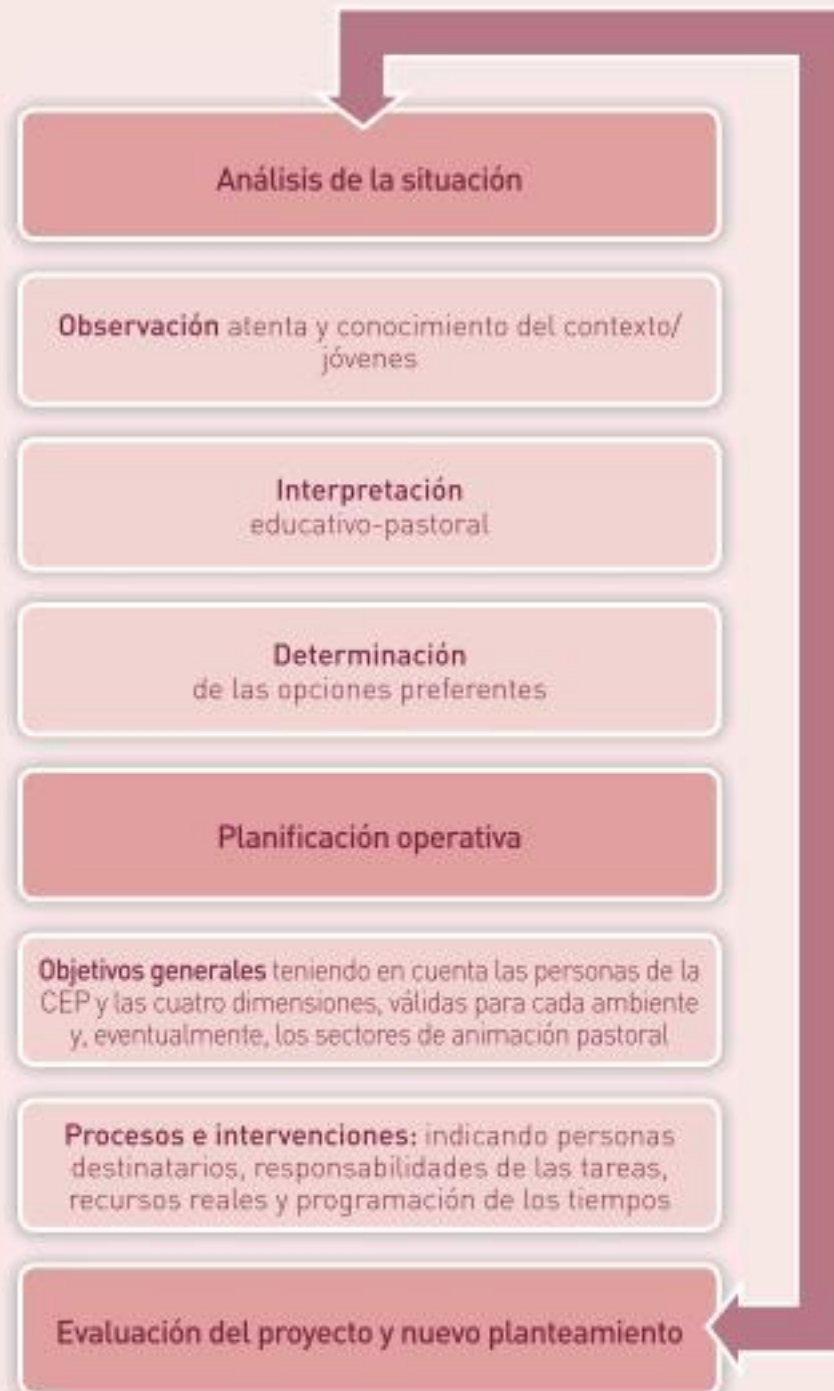 Análisis de la situación
Observación atenta y conocimiento del contexto/
jóvenes
Interpretación
educativo-pastoral
Determinación
de las opciones preferentes
Planificación operativa
Objetivos generales teniendo en cuenta las personas de la
CEP y las cuatro dimensiones, válidas para cada ambiente
y, eventualmente, los sectores de animación pastoral
Procesos e intervenciones: indicando personas
destinatarios, responsabilidades de las tareas,
recursos reales y programación de los tiempos
Evaluación del proyecto y nuevo planteamiento